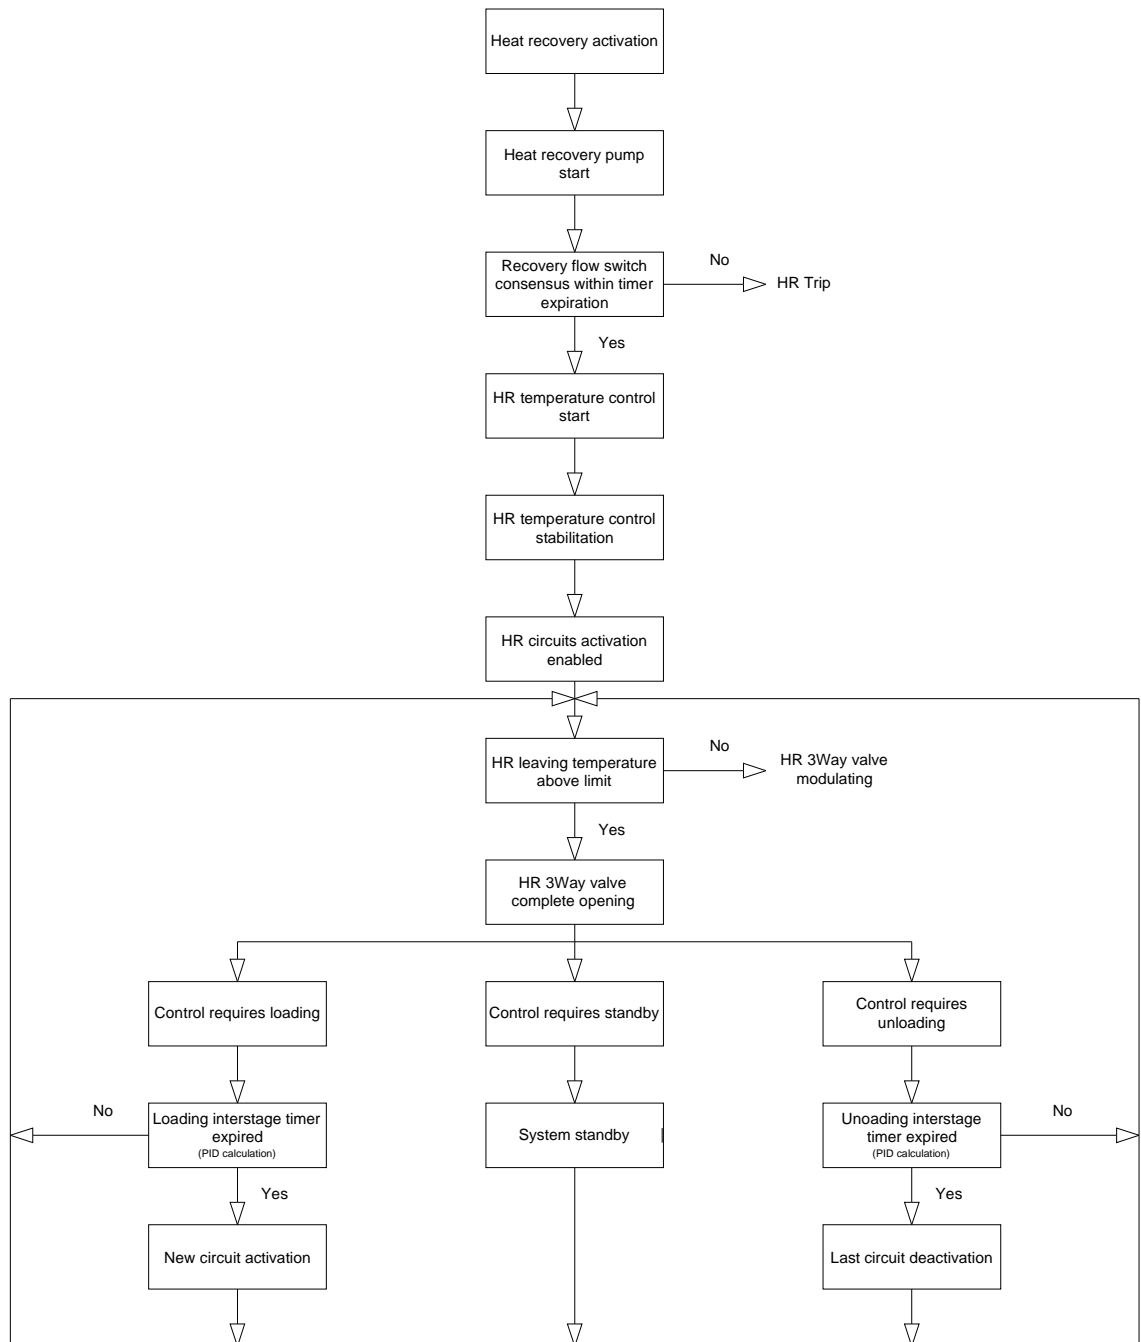 Heat recovery activation
Heat recovery pump
start
Recovery flow switch
consensus within timer
expiration
No
HR Trip
Yes
HR temperature control
start
HR temperature control
stabilitation
HR circuits activation
enabled
HR leaving temperature
above limit
No
HR 3Way valve
modulating
Yes
HR 3Way valve
complete opening
Control requires loading
Control requires standby
Control requires
unloading
No
Loading interstage timer
expired
(PID calculation)
System standby
Unoading interstage
timer expired
(PID calculation)
No
Yes
Yes
New circuit activation
Last circuit deactivation